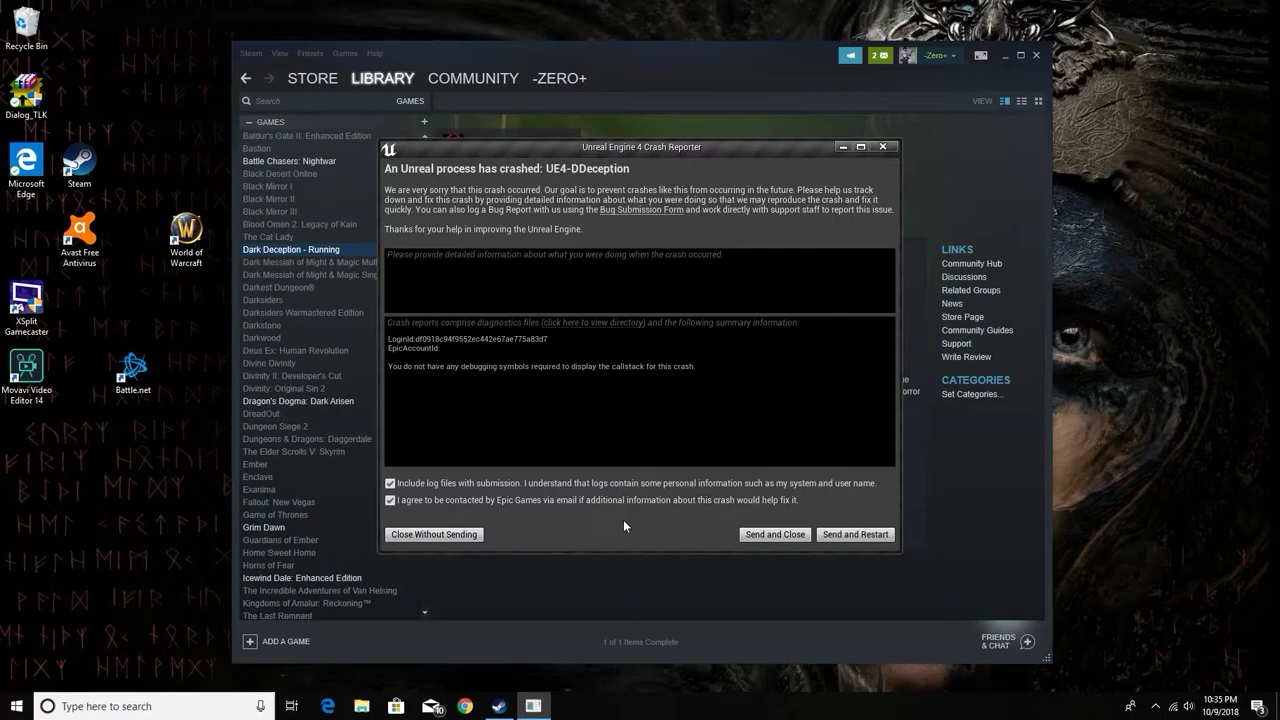 Recycle Bin
Dialog_TLK
Microsoft
Edge
Steam
Avast Free
Antivirus
World of
Warcraft
XSplit
Gamecaster
Movavi Video
Editor 14
Battle.net
Steam View Friends Games Help
2
-Zero+
STORE LIBRARY COMMUNITY -ZERO+
Search
GAMES
VIEW
GAMES
Baldur's Gate II: Enhanced Edition
Bastion
Battle Chasers: Nightwar
Black Desert Online
Black Mirror I
Black Mirror II
Black Mirror III
Blood Omen 2: Legacy of Kain
The Cat Lady
Dark Deception - Running
Dark Messiah of Might & Magic Mult
Dark Messiah of Might & Magic Sing
Darkest Dungeon®
Darksiders
Darksiders Warmastered Edition
Darkstone
Darkwood
Deus Ex: Human Revolution
Divine Divinity
Divinity II: Developer's Cut
Divinity: Original Sin 2
Dragon's Dogma: Dark Arisen
DreadOut
Dungeon Siege 2
Dungeons & Dragons: Daggerdale
The Elder Scrolls V: Skyrim
Ember
Enclave
Exanima
Fallout: New Vegas
Game of Thrones
Grim Dawn
Guardians of Ember
Home Sweet Home
Horns of Fear
Icewind Dale: Enhanced Edition
The Incredible Adventures of Van Helsing
Kingdoms of Amalur: Reckoning™
The Last Remnant
Unreal Engine 4 Crash Reporter
An Unreal process has crashed: UE4-DDeception
We are very sorry that this crash occurred. Our goal is to prevent crashes like this from occurring in the future. Please help us track
down and fix this crash by providing detailed information about what you were doing so that we may reproduce the crash and fix it
quickly. You can also log a Bug Report with us using the Bug Submission Form and work directly with support staff to report this issue.
Thanks for your help in improving the Unreal Engine.
Please provide detailed information about what you were doing when the crash occurred.
Crash reports comprise diagnostics files (click here to view directory) and the following summary information:
LoginId:df0918c94f9552ec442e67ae775a83d7
EpicAccountId:
You do not have any debugging symbols required to display the callstack for this crash.
Include log files with submission. I understand that logs contain some personal information such as my system and user name.
I agree to be contacted by Epic Games via email if additional information about this crash would help fix it.
Close Without Sending
Send and Close
Send and Restart
LINKS
Community Hub
Discussions
Related Groups
News
Store Page
Community Guides
Support
Write Review
CATEGORIES
Set Categories...
ADD A GAME
1 of 1 Items Complete
FRIENDS
& CHAT
Type here to search
10
10:35 PM
10/9/2018
3